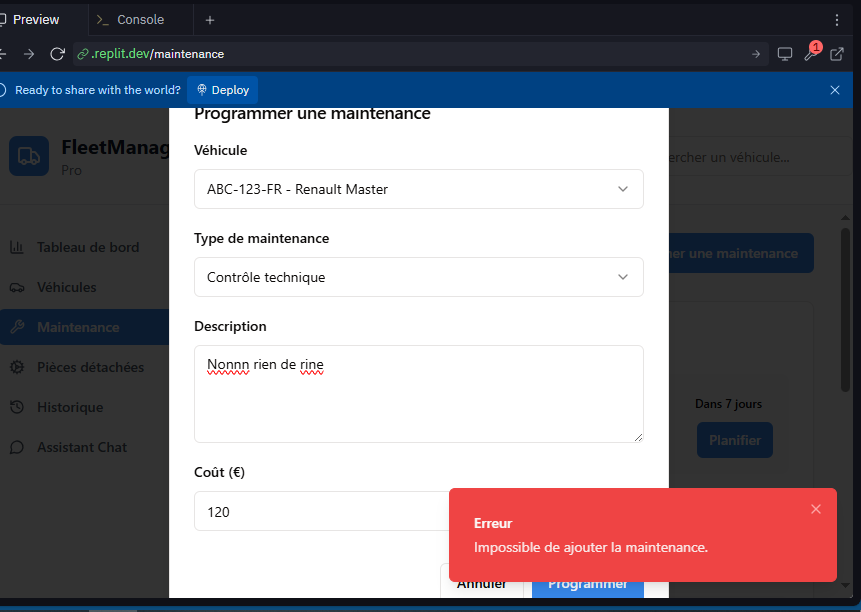 Preview
Console
.replit.dev/maintenance
1
Ready to share with the world?
Deploy
Programmer une maintenance
FleetManag
Pro
ercher un véhicule...
Véhicule
ABC-123-FR - Renault Master
Type de maintenance
Contrôle technique
ner une maintenance
Tableau de bord
Véhicules
Maintenance
Pièces détachées
Historique
Assistant Chat
Description
Nonnn rien de rine
Dans 7 jours
Planifier
Coût (€)
120
Erreur
Impossible de ajouter la maintenance.
Annuler
Programmer